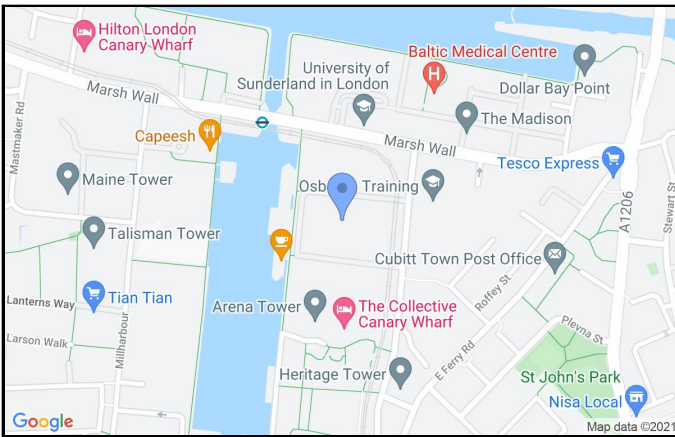 Hilton London
Canary Wharf
Baltic Medical Centre
University of
Sunderland in London
Dollar Bay Point
Marsh Wall
The Madison
Mastmaker Rd
Capeesh
Marsh Wall
Tesco Express
A1206
Stewart St
Maine Tower
Osb
Training
Talisman Tower
Cubitt Town Post Office
Roffey St
Tian Tian
Lanterns Way
Arena Tower
The Collective
Canary Wharf
Plevna St
Larson Walk
Millharbour
E Ferry Rd
Heritage Tower
St John's Park
Nisa Local
Google
Map data ©2021